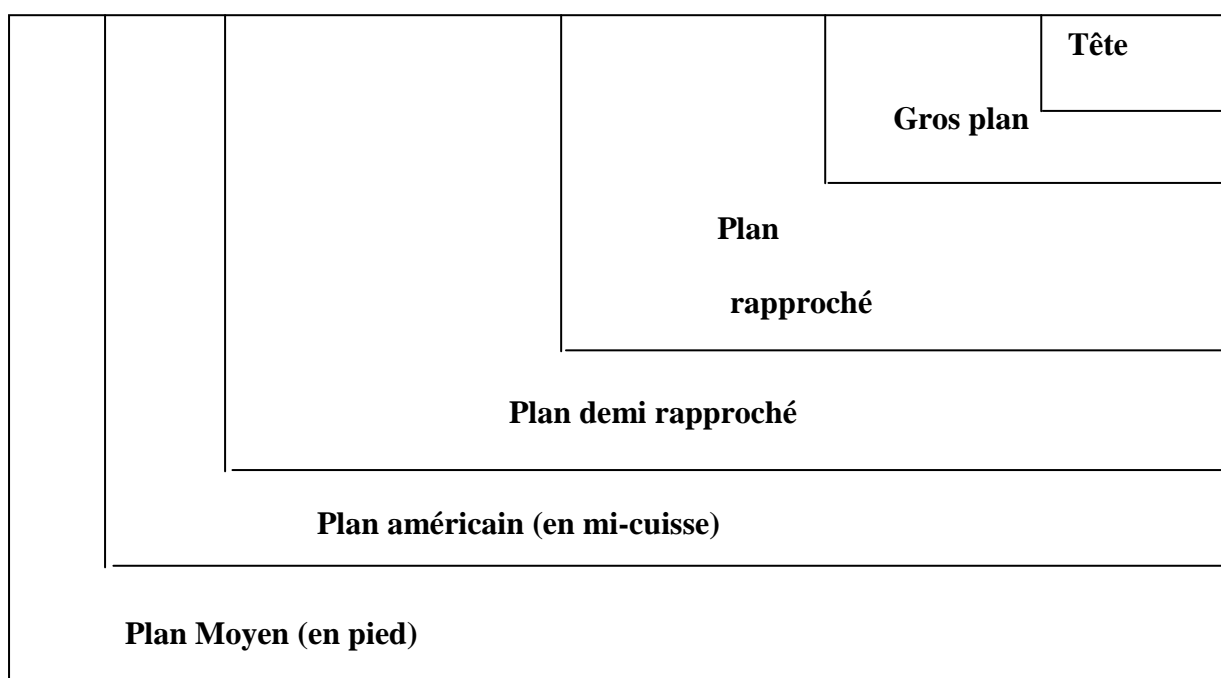 Tête
Gros plan
Plan
rapproché
Plan demi rapproché
Plan américain (en mi-cuisse)
Plan Moyen (en pied)